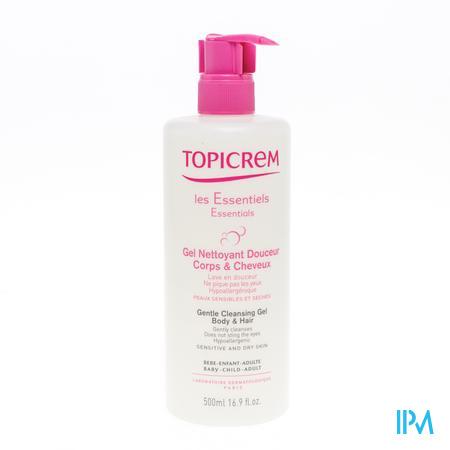 TOPICREM
les Essentiels
Essentials
Gel Nettoyant Douceur
Corps & Cheveux
Lave en douceur
Ne pique pas les yeux
Hypoallergénique
PEAUX SENSIBLES ET SÈCHES
Gentle Cleansing Gel
Body & Hair
Gently cleanses
Does not sting the eyes
Hypoallergenic
SENSITIVE AND DRY SKIN
BEBE-ENFANT-ADULTE
BABY-CHILD-ADULT
LABORATOIRE DERMATOLOGIQUE
PARIS
500ml 16.9 fl.oz.
IPM